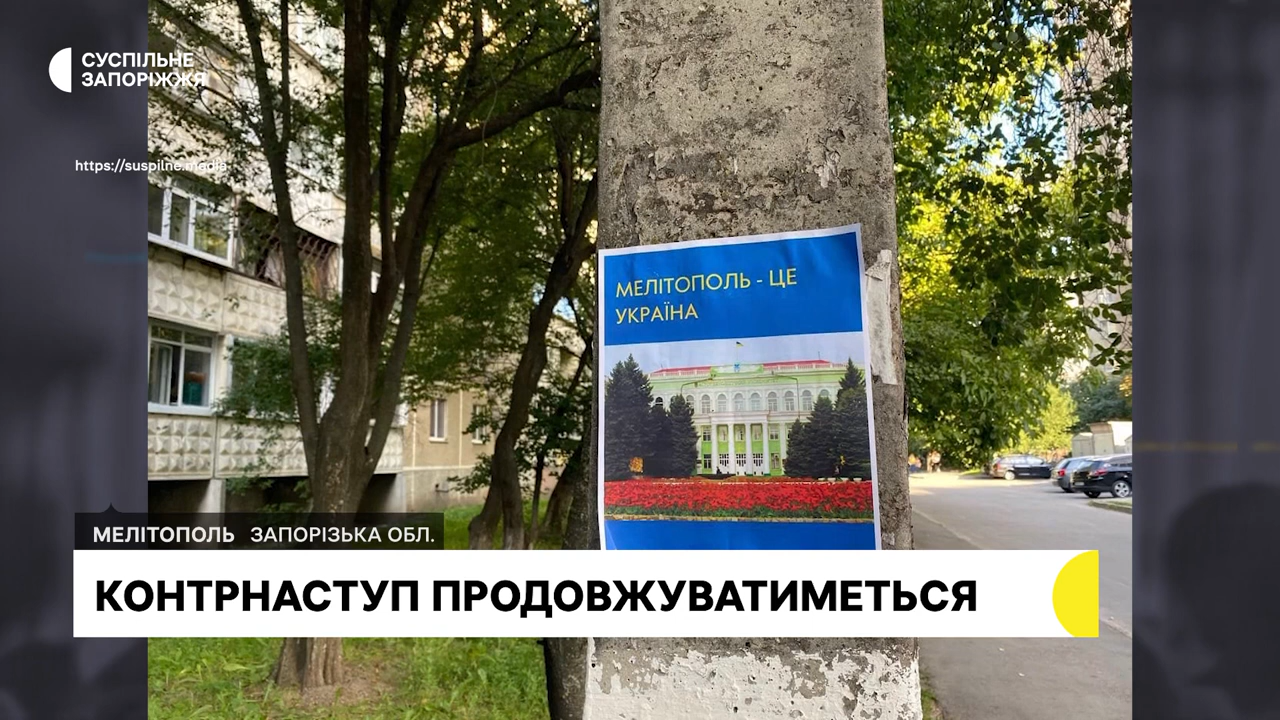 СУСПІЛЬНЕ
ЗАПОРІЖЖЯ
https://suspilne.media
МЕЛІТОПОЛЬ - ЦЕ
УКРАЇНА
МЕЛІТОПОЛЬ ЗАПОРІЗЬКА ОБЛ.
КОНТРНАСТУП ПРОДОВЖУВАТИМЕТЬСЯ